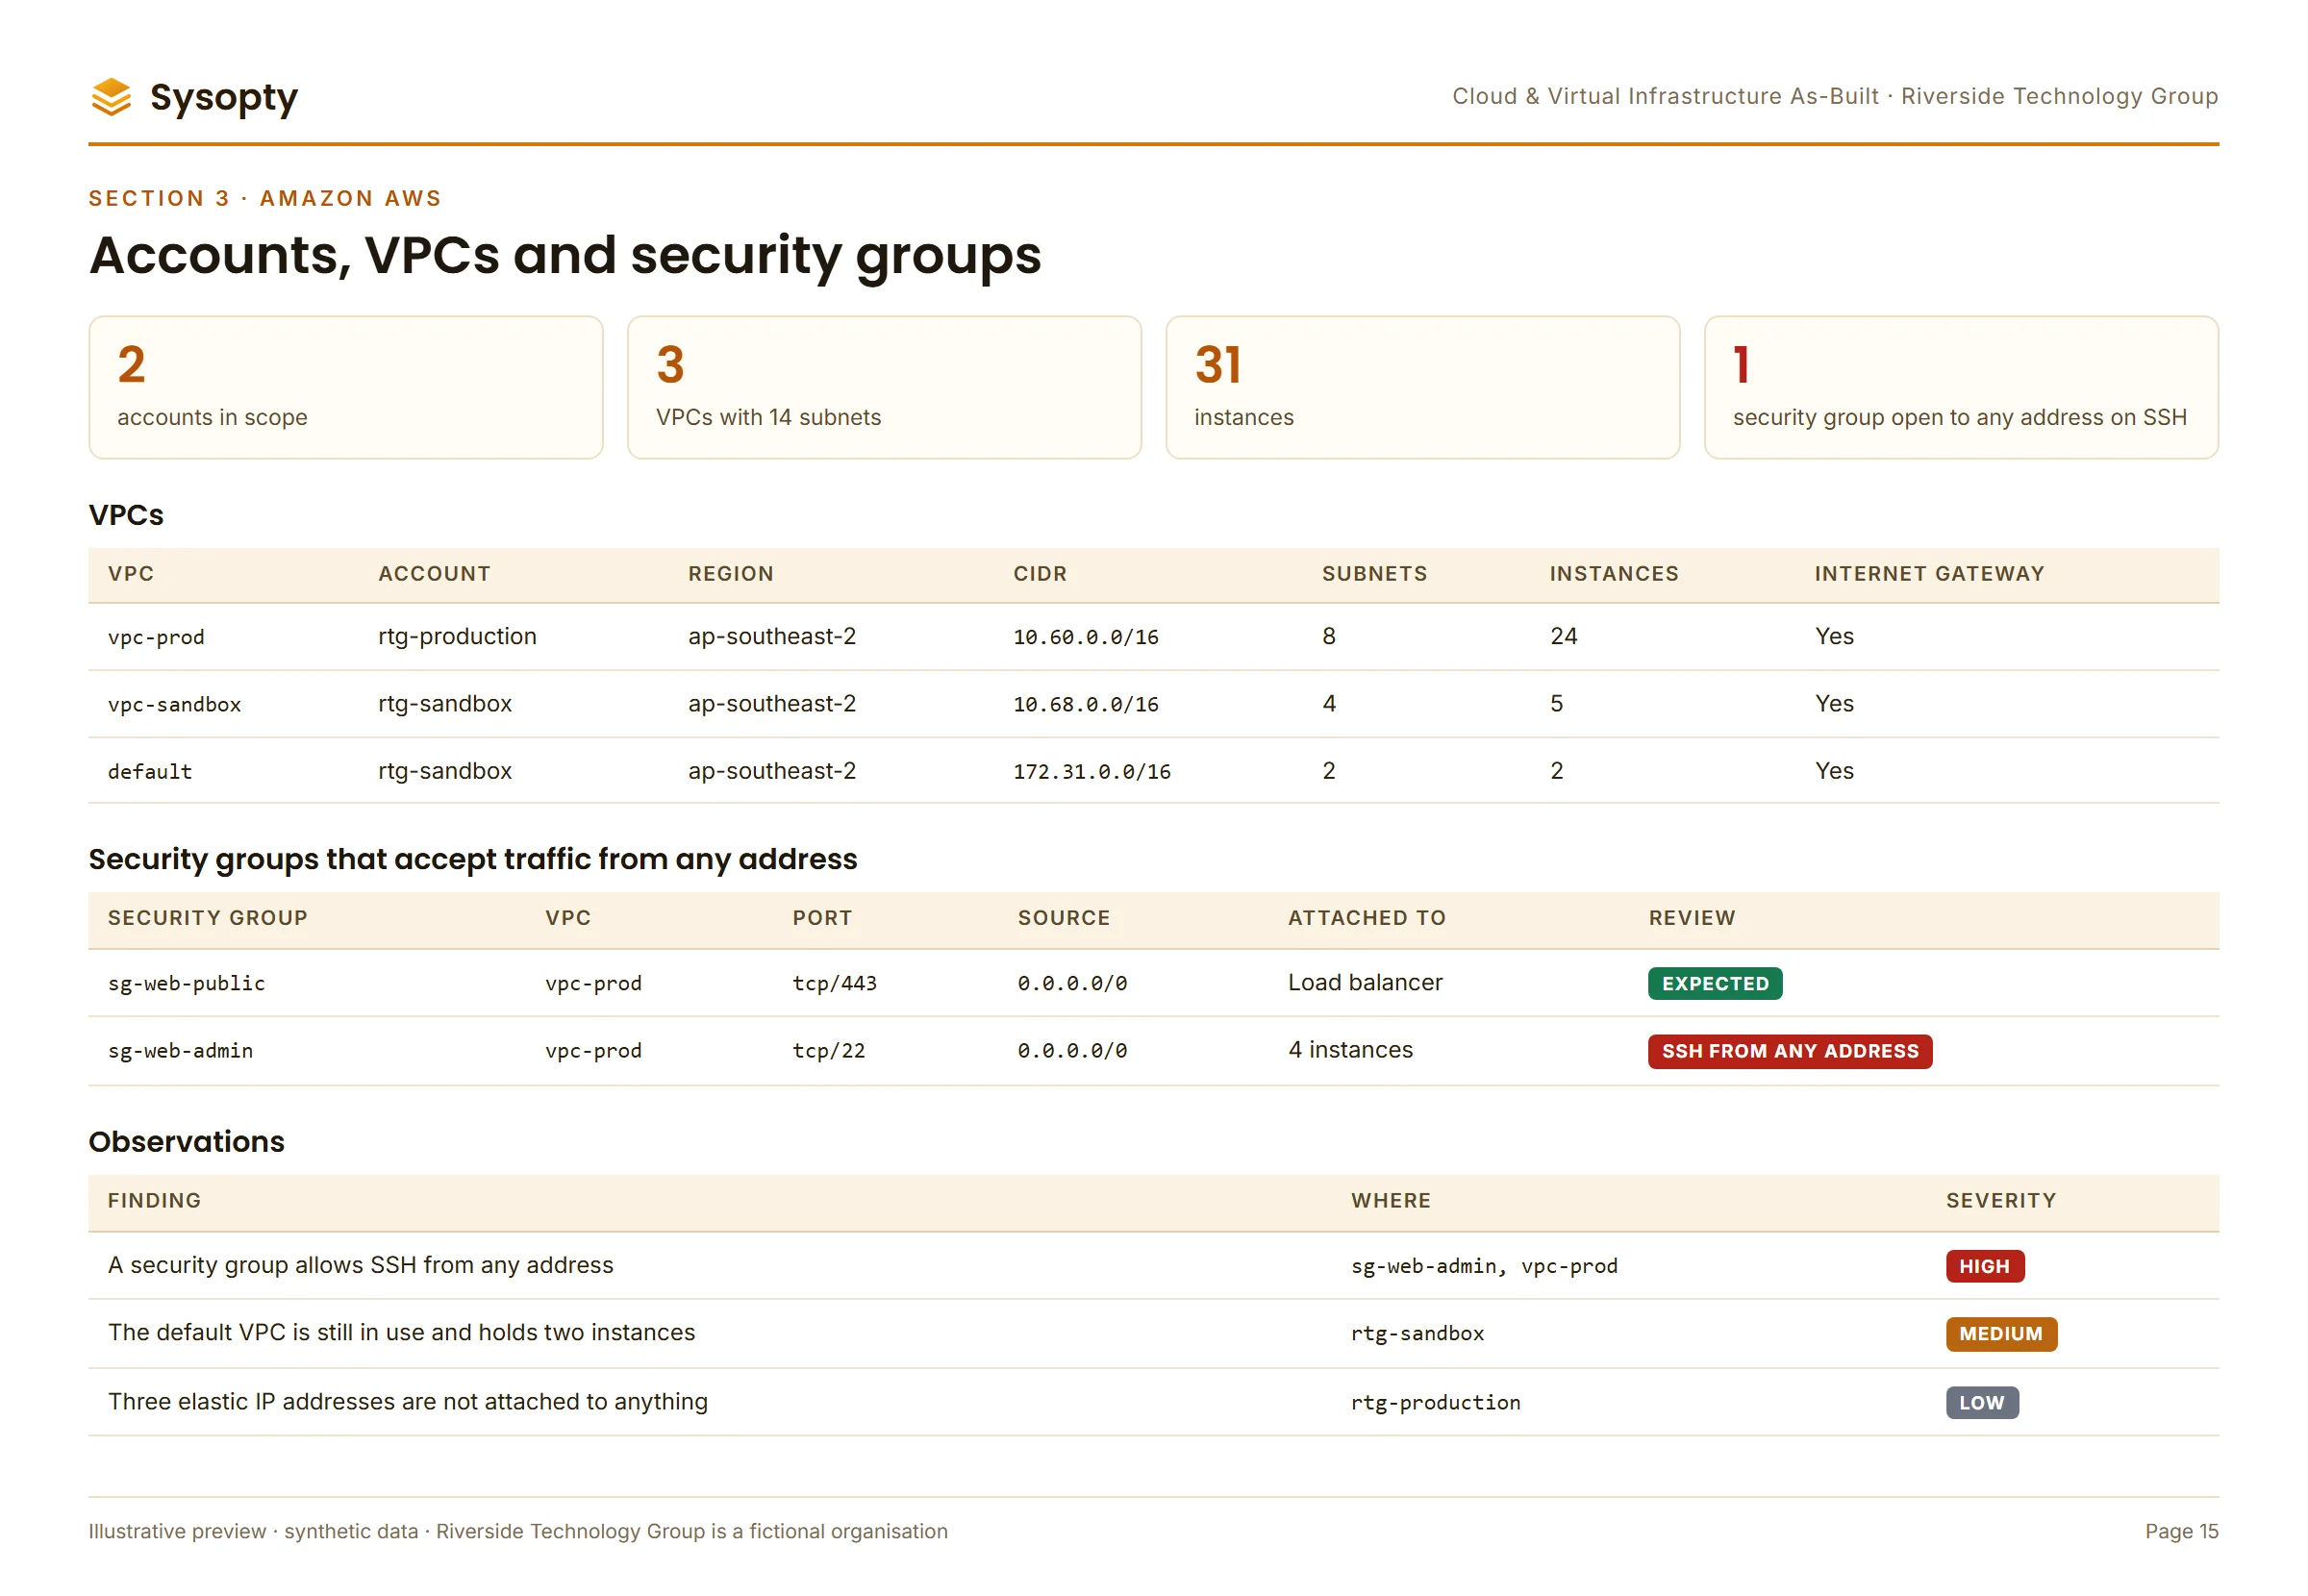 Sysopty
Cloud & Virtual Infrastructure As-Built · Riverside Technology Group
SECTION 3 · AMAZON AWS
Accounts, VPCs and security groups
2
accounts in scope
3
VPCs with 14 subnets
31
instances
1
security group open to any address on SSH
VPCs
VPC ACCOUNT REGION CIDR SUBNETS INSTANCES INTERNET GATEWAY
vpc-prod rtg-production ap-southeast-2 10.60.0.0/16 8 24 Yes
vpc-sandbox rtg-sandbox ap-southeast-2 10.68.0.0/16 4 5 Yes
default rtg-sandbox ap-southeast-2 172.31.0.0/16 2 2 Yes
Security groups that accept traffic from any address
SECURITY GROUP VPC PORT SOURCE ATTACHED TO REVIEW
sg-web-public vpc-prod tcp/443 0.0.0.0/0 Load balancer EXPECTED
sg-web-admin vpc-prod tcp/22 0.0.0.0/0 4 instances SSH FROM ANY ADDRESS
Observations
FINDING WHERE SEVERITY
A security group allows SSH from any address sg-web-admin, vpc-prod HIGH
The default VPC is still in use and holds two instances rtg-sandbox MEDIUM
Three elastic IP addresses are not attached to anything rtg-production LOW
Illustrative preview · synthetic data · Riverside Technology Group is a fictional organisation
Page 15